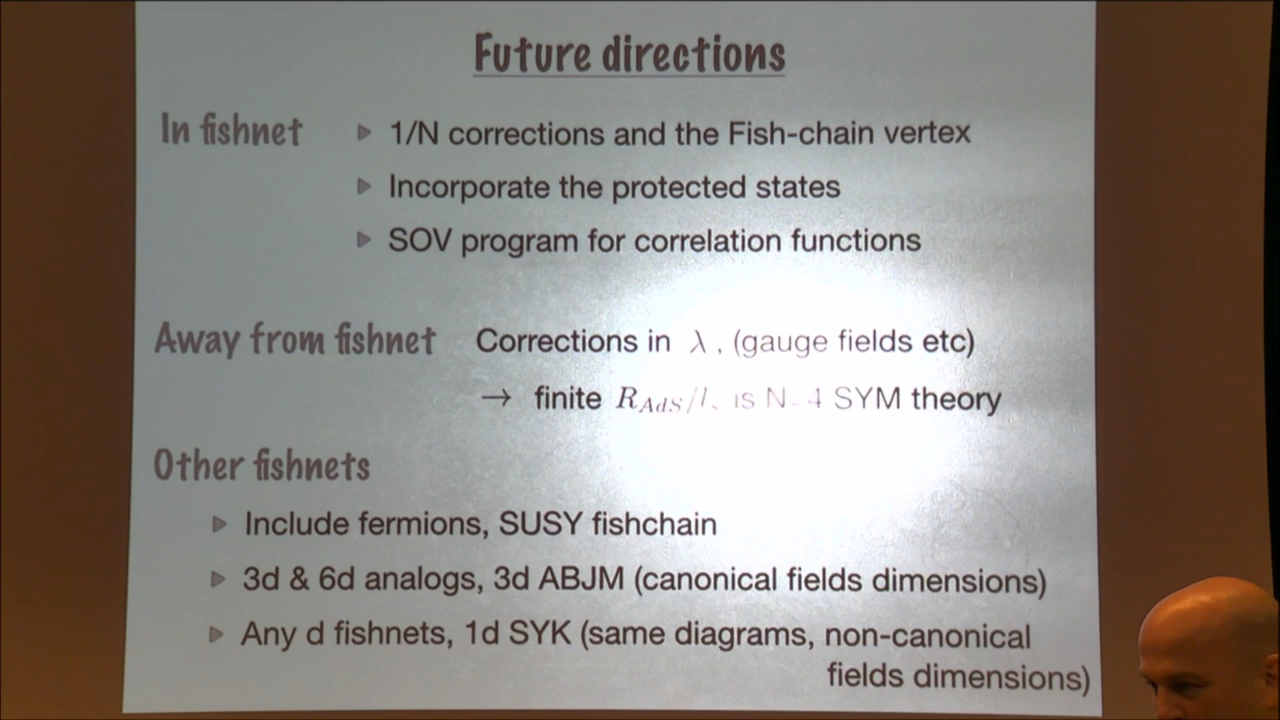 Future directions
In fishnet ▹ 1/N corrections and the Fish-chain vertex
▹ Incorporate the protected states
▹ SOV program for correlation functions
Away from fishnet Corrections in λ , (gauge fields etc)
→ finite R_{AdS}/l is N=4 SYM theory
Other fishnets
▹ Include fermions, SUSY fishchain
▹ 3d & 6d analogs, 3d ABJM (canonical fields dimensions)
▹ Any d fishnets, 1d SYK (same diagrams, non-canonical
fields dimensions)